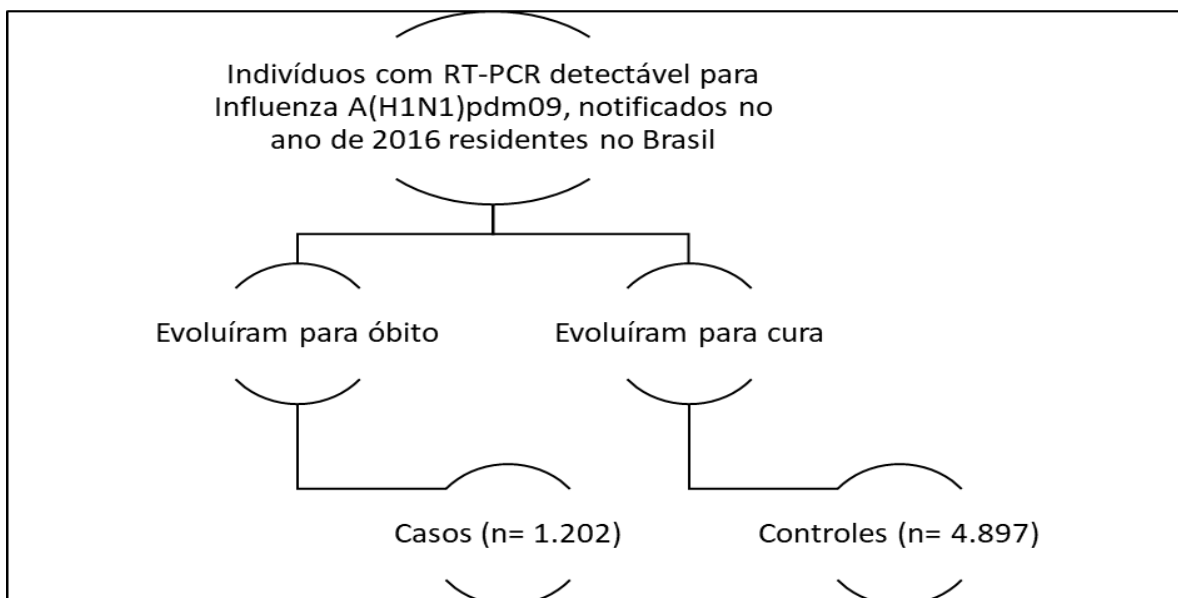 Indivíduos com RT-PCR detectável para
Influenza A(H1N1)pdm09, notificados no
ano de 2016 residentes no Brasil
Evoluíram para óbito
Evoluíram para cura
Casos (n= 1.202)
Controles (n= 4.897)